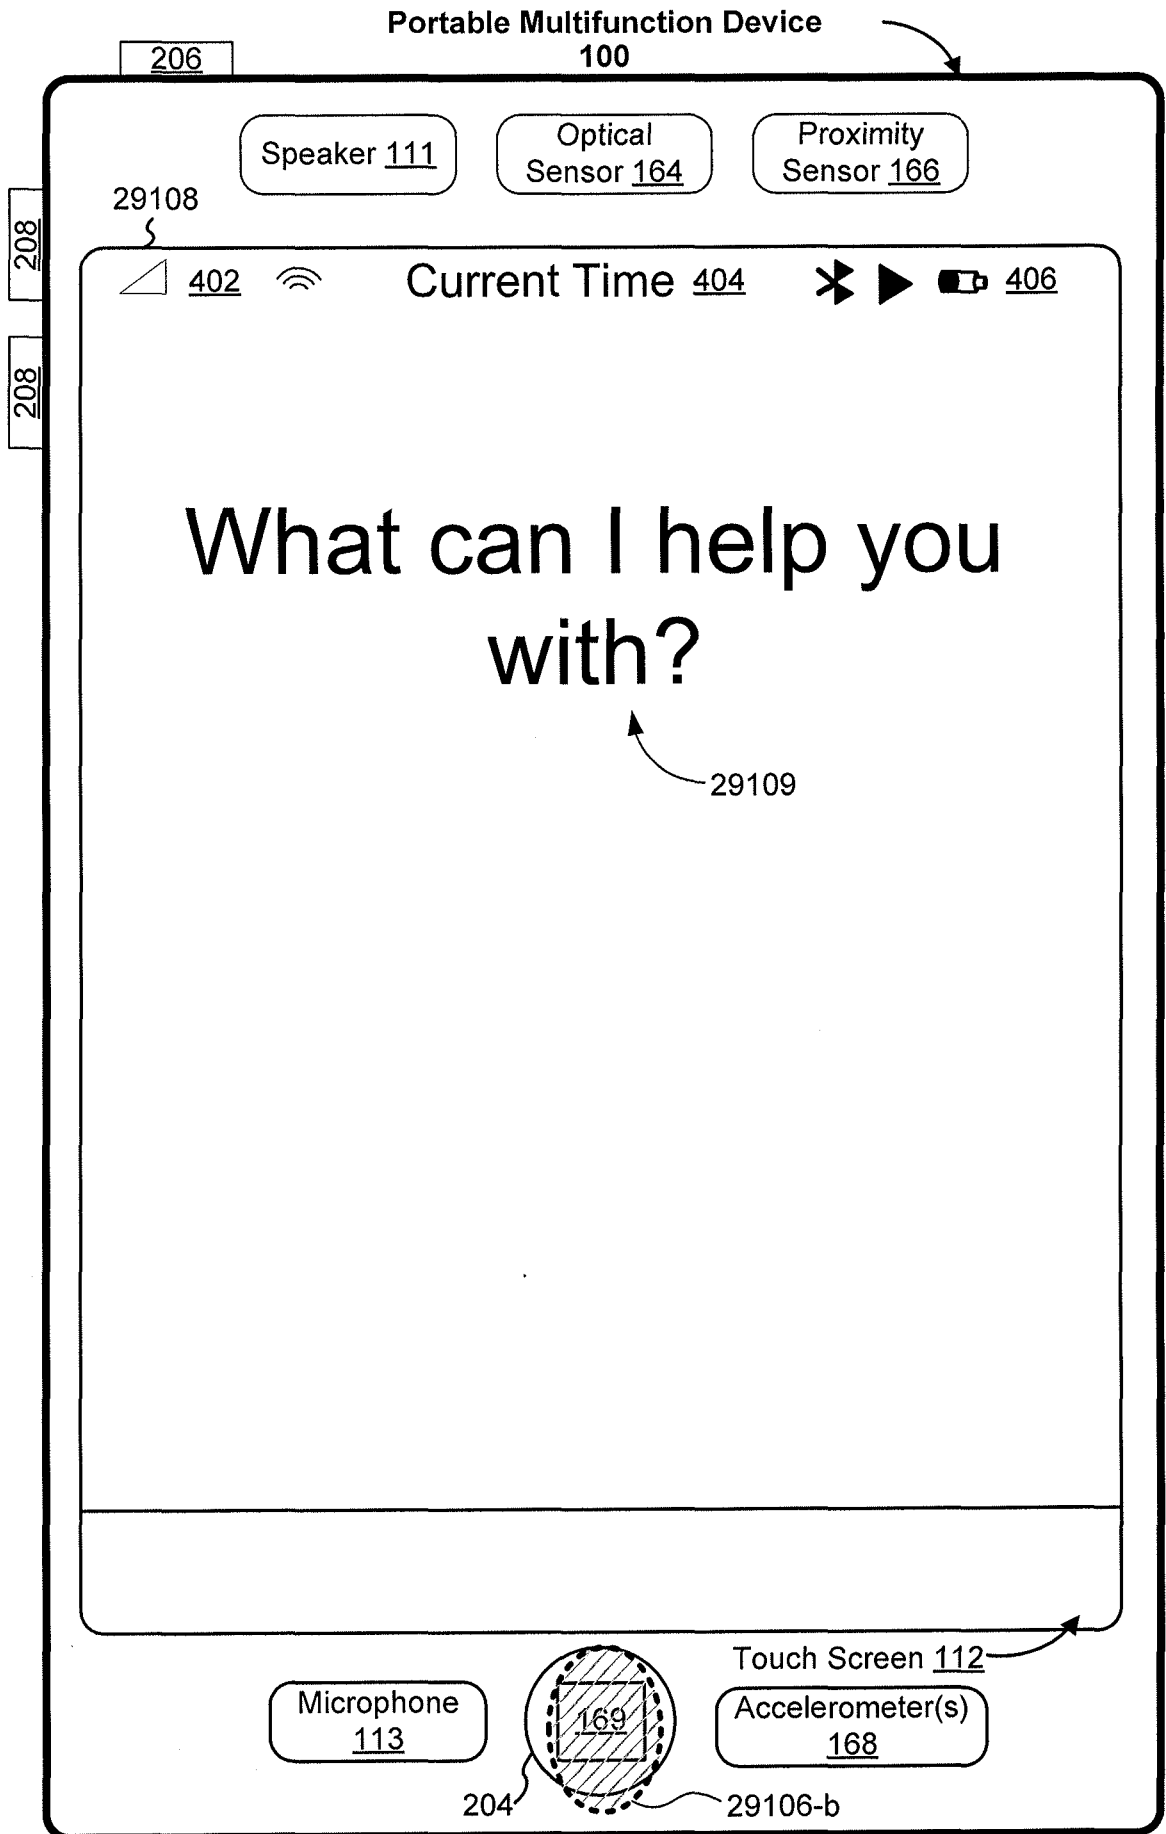 Portable Multifunction Device
100
206
Speaker 111
Optical
Sensor 164
Proximity
Sensor 166
208
29108
402
Current Time 404
406
208
What can I help you
with?
29109
Touch Screen 112
Microphone
113
169
Accelerometer(s)
168
204
29106-b